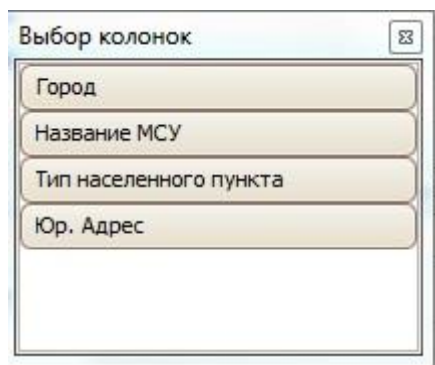 Выбор колонок
Город
Название МСУ
Тип населенного пункта
Юр. Адрес